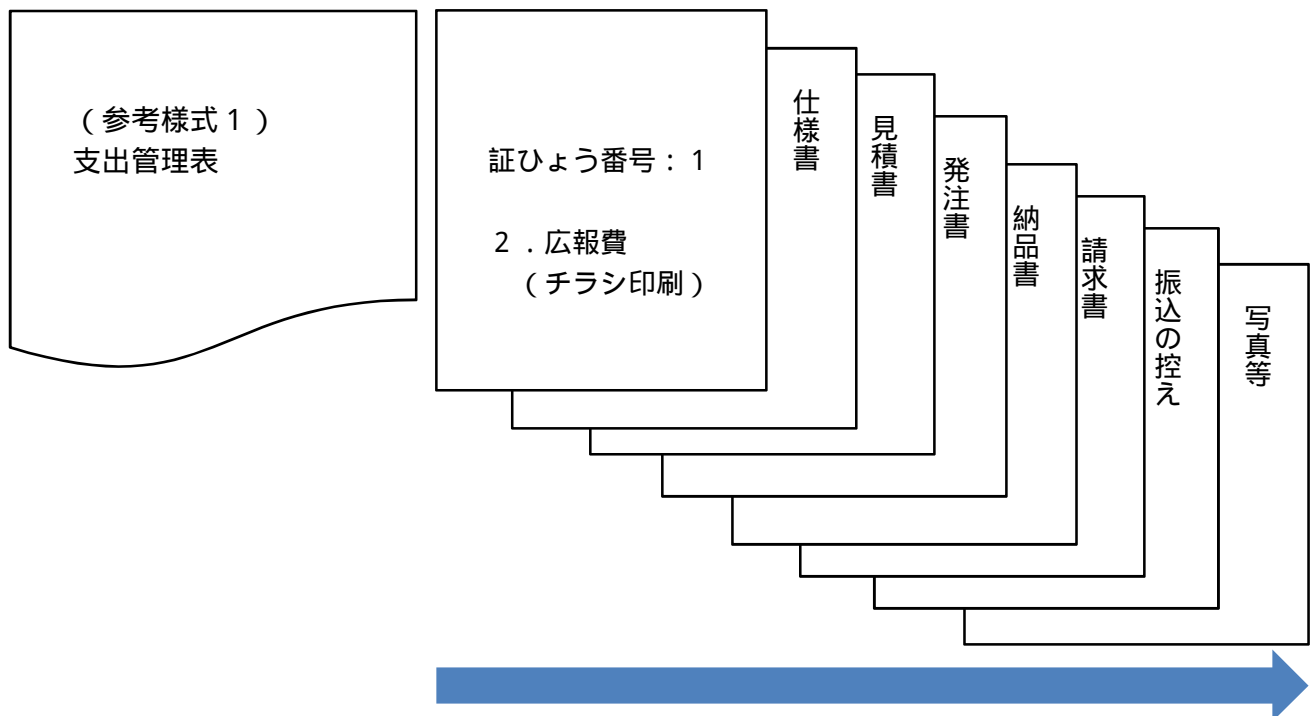 （参考様式１）
支出管理表
証ひょう番号：１
２．広報費
（チラシ印刷）
仕様書
見積書
発注書
納品書
請求書
振込の控え
写真等